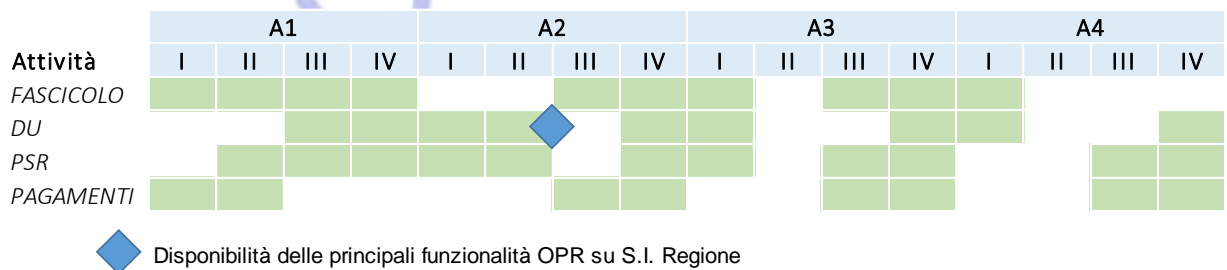 A1 A2 A3 A4
Attività I II III IV I II III IV I II III IV I II III IV
FASCICOLO
DU
PSR
PAGAMENTI
Disponibilità delle principali funzionalità OPR su S.I. Regione